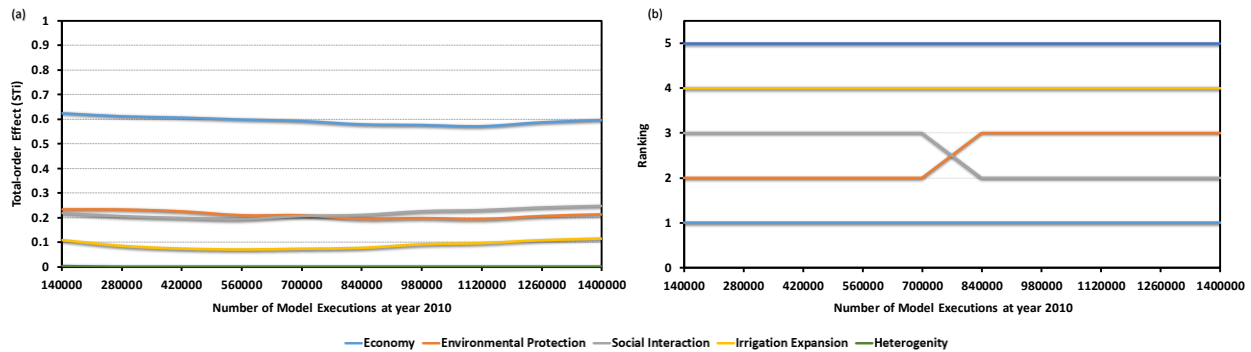 (a)
1
0.9
0.8
0.7
0.6
0.5
0.4
0.3
0.2
0.1
0
Total-order Effect (STi)
140000 280000 420000 560000 700000 840000 980000 1120000 1260000 1400000
Number of Model Executions at year 2010
(b)
5
4
3
2
1
0
Ranking
140000 280000 420000 560000 700000 840000 980000 1120000 1260000 1400000
Number of Model Executions at year 2010
Economy Environmental Protection Social Interaction Irrigation Expansion Heterogenity